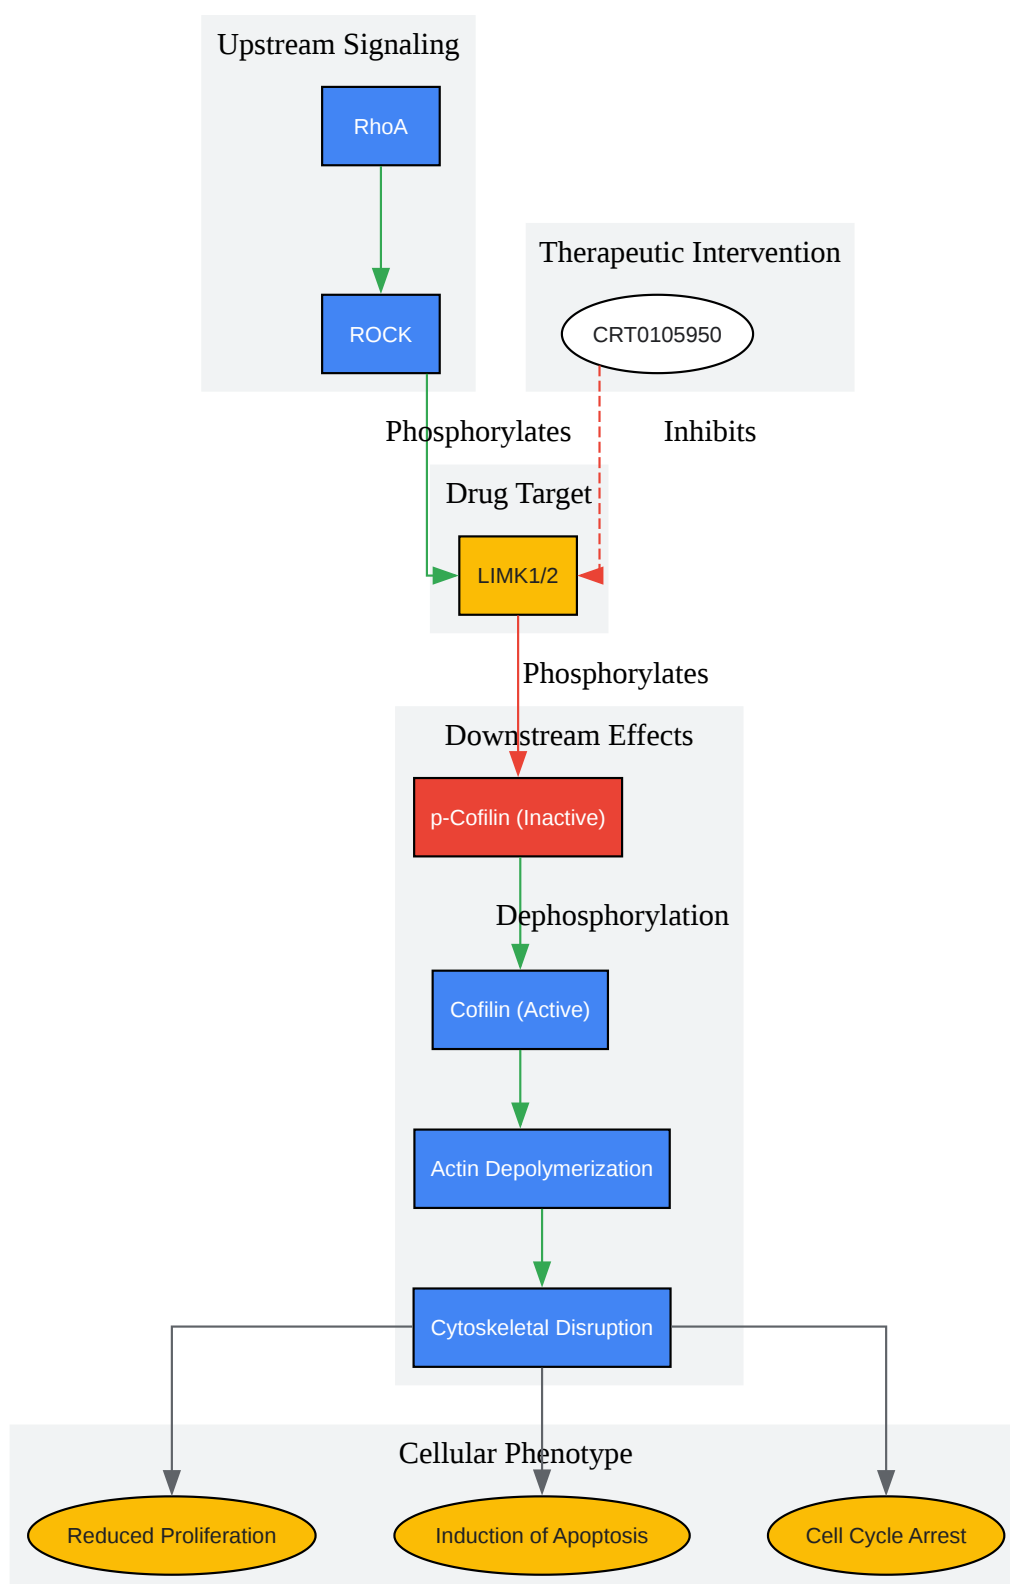 Upstream Signaling
RhoA
Therapeutic Intervention
ROCK
CRT0105950
Phosphorylates
Inhibits
Drug Target
LIMK1/2
Phosphorylates
Downstream Effects
p-Cofilin (Inactive)
Dephosphorylation
Cofilin (Active)
Actin Depolymerization
Cytoskeletal Disruption
Cellular Phenotype
Reduced Proliferation
Induction of Apoptosis
Cell Cycle Arrest